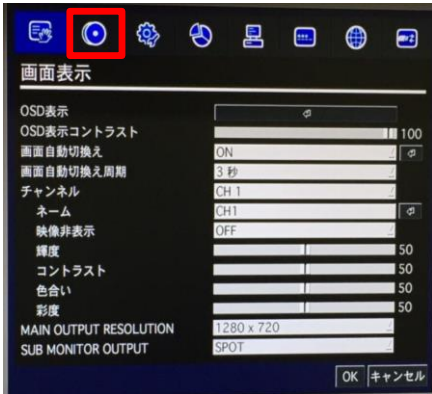 画面表示
OSD表示
OSD表示コントラスト 100
画面自動切換え ON
画面自動切換え周期 3 秒
チャンネル CH 1
ネーム CH1
映像非表示 OFF
輝度 50
コントラスト 50
色合い 50
彩度 50
MAIN OUTPUT RESOLUTION 1280 x 720
SUB MONITOR OUTPUT SPOT
OK キャンセル